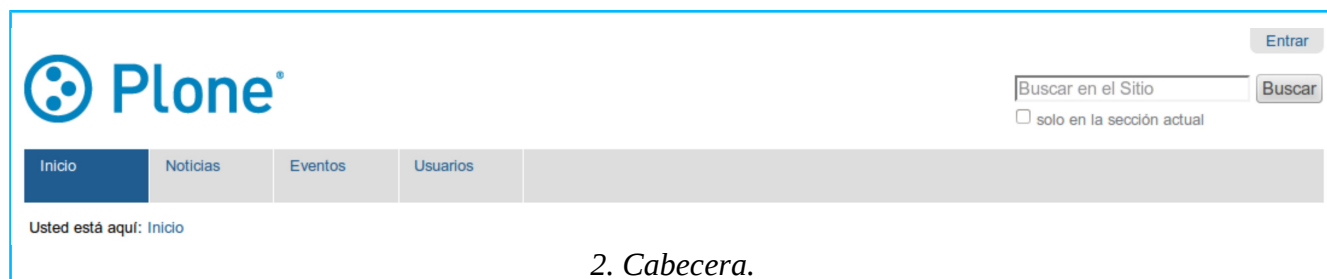 Entrar
Plone®
Buscar en el Sitio Buscar
solo en la sección actual
Inicio Noticias Eventos Usuarios
Usted está aquí: Inicio
2. Cabecera.